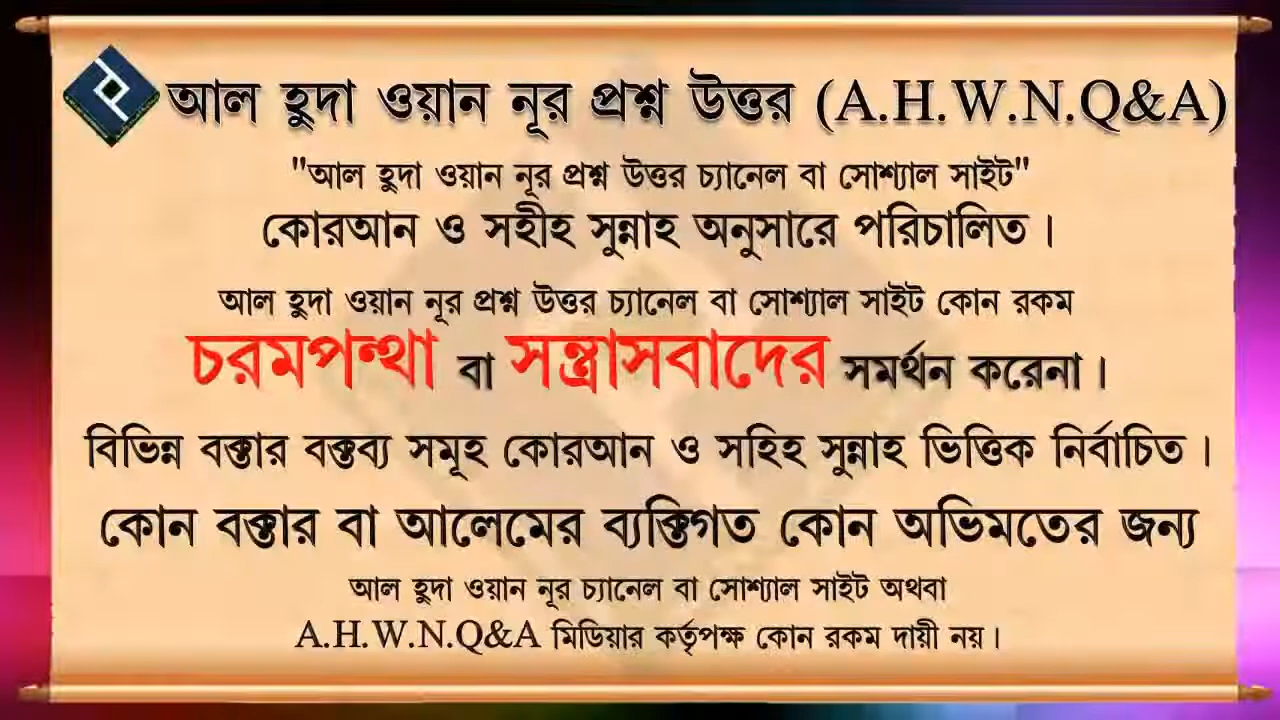 আল হুদা ওয়ান নূর প্রশ্ন উত্তর (A.H.W.N.Q&A)
"আল হুদা ওয়ান নূর প্রশ্ন উত্তর চ্যানেল বা সোশ্যাল সাইট"
কোরআন ও সহীহ সুন্নাহ অনুসারে পরিচালিত।
আল হুদা ওয়ান নূর প্রশ্ন উত্তর চ্যানেল বা সোশ্যাল সাইট কোন রকম
চরমপন্থা বা সন্ত্রাসবাদের সমর্থন করেনা।
বিভিন্ন বক্তার বক্তব্য সমূহ কোরআন ও সহিহ সুন্নাহ ভিত্তিক নির্বাচিত।
কোন বক্তার বা আলেমের ব্যক্তিগত কোন অভিমতের জন্য
আল হুদা ওয়ান নূর চ্যানেল বা সোশ্যাল সাইট অথবা
A.H.W.N.Q&A মিডিয়ার কর্তৃপক্ষ কোন রকম দায়ী নয়।